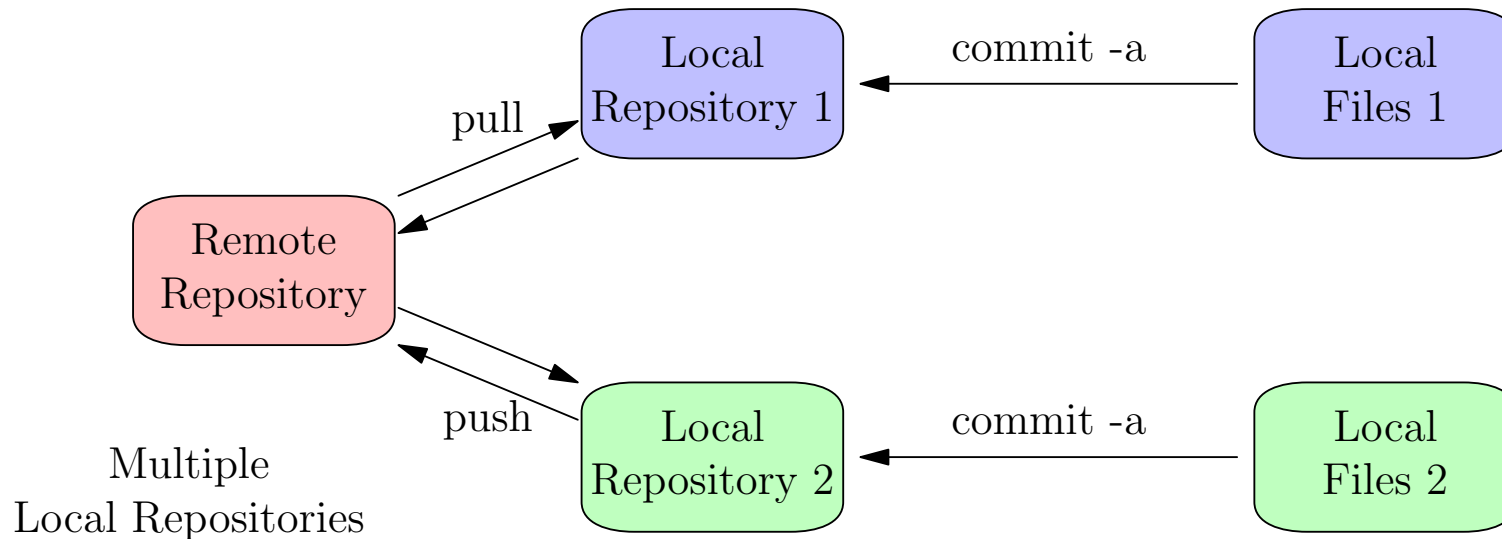 Local
Repository 1
commit -a
Local
Files 1
pull
Remote
Repository
push
Local
Repository 2
commit -a
Local
Files 2
Multiple
Local Repositories